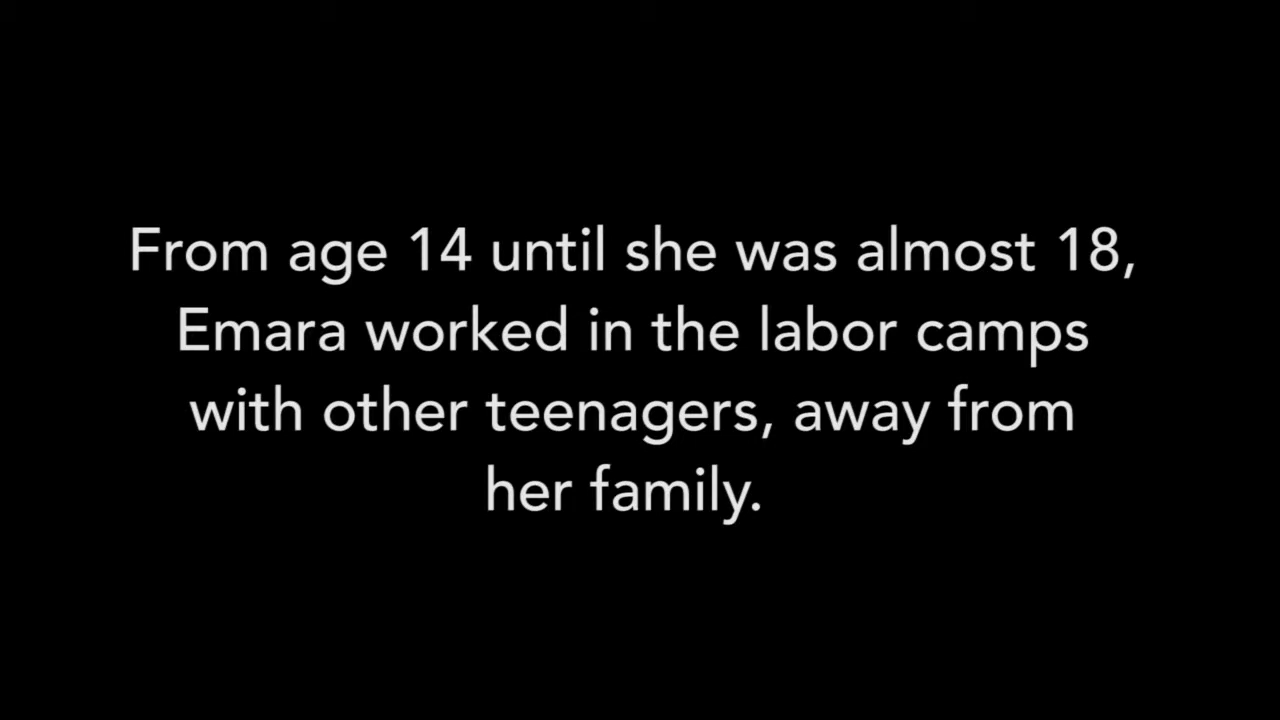 From age 14 until she was almost 18,
Emara worked in the labor camps
with other teenagers, away from
her family.